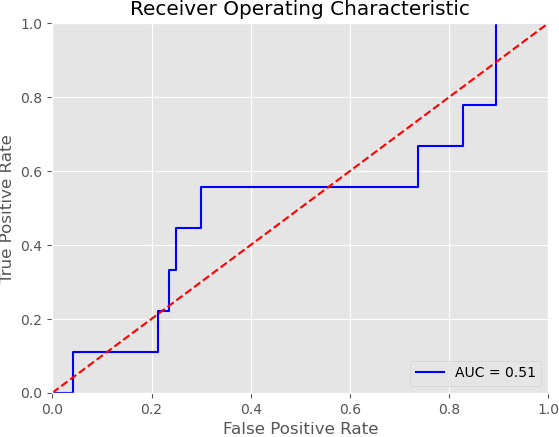 Receiver Operating Characteristic
1.0
0.8
0.6
0.4
0.2
0.0
True Positive Rate
AUC = 0.51
0.0 0.2 0.4 0.6 0.8 1.0
False Positive Rate